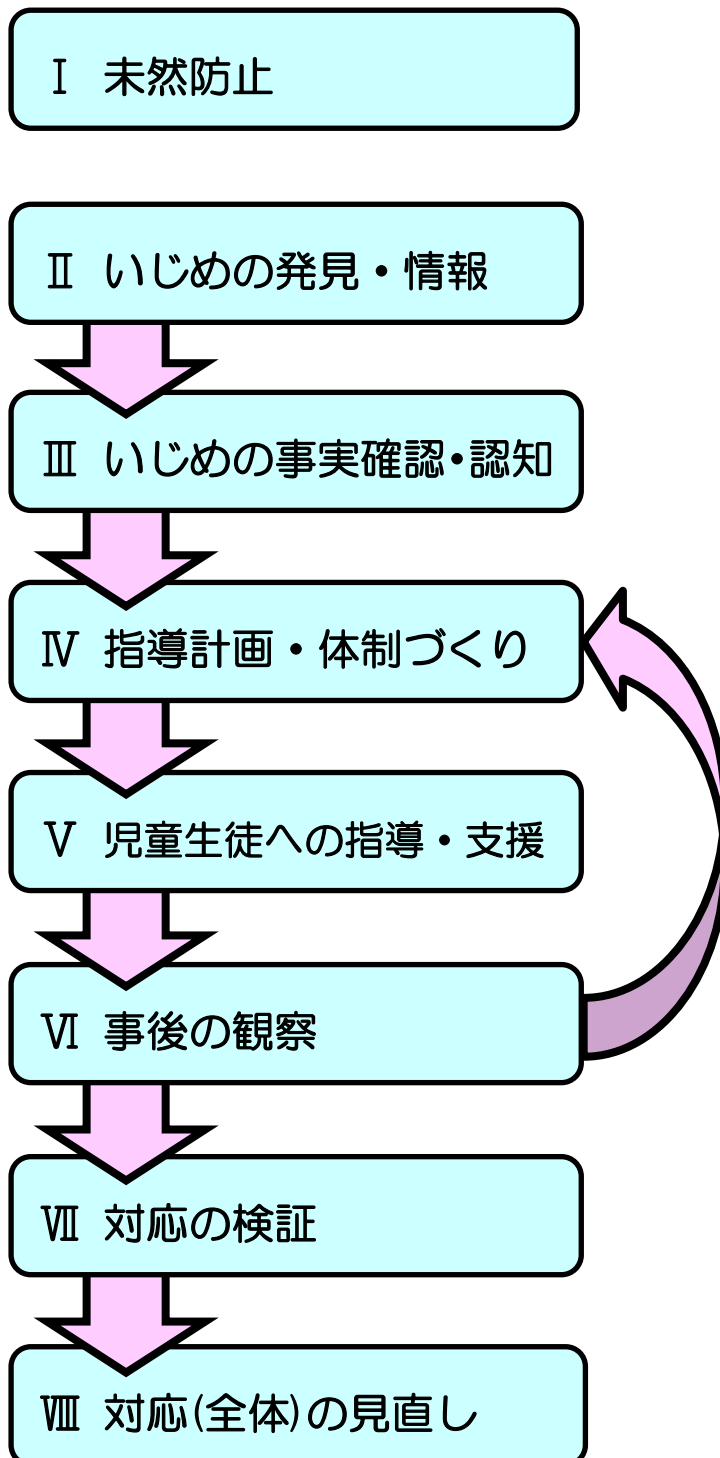 Ⅰ 未然防止
Ⅱ いじめの発見・情報
Ⅲ いじめの事実確認・認知
Ⅳ 指導計画・体制づくり
Ⅴ 児童生徒への指導・支援
Ⅵ 事後の観察
Ⅶ 対応の検証
Ⅷ 対応(全体)の見直し